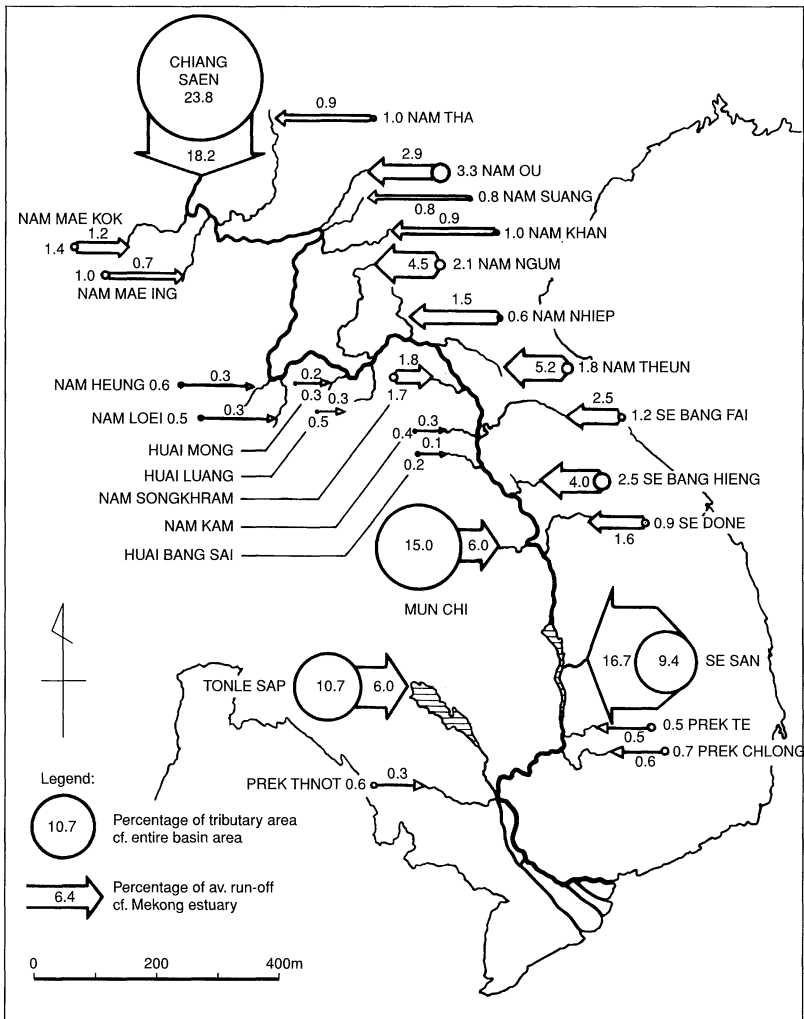 CHIANG
SAEN
23.8
18.2
0.9
1.0 NAM THA
2.9
3.3 NAM OU
0.8 NAM SUANG
0.8
NAM MAE KOK
1.2
1.4
0.9
1.0 NAM KHAN
0.7
1.0
NAM MAE ING
4.5
2.1 NAM NGUM
1.5
0.6 NAM NHIEP
5.2
1.8 NAM THEUN
NAM HEUNG 0.6
0.3
0.2
0.3
1.8
1.7
NAM LOEI 0.5
0.3
0.3
0.5
2.5
1.2 SE BANG FAI
HUAI MONG
0.4
0.3
0.1
0.2
HUAI LUANG
NAM SONGKHRAM
4.0
2.5 SE BANG HIENG
NAM KAM
0.9 SE DONE
1.6
HUAI BANG SAI
15.0
6.0
MUN CHI
16.7
9.4
SE SAN
TONLE SAP
10.7
6.0
0.5 PREK TE
0.5
0.7 PREK CHLONG
0.6
PREK THNOT 0.6
0.3
Legend:
10.7
Percentage of tributary area
cf. entire basin area
6.4
Percentage of av. run-off
cf. Mekong estuary
0
200
400m